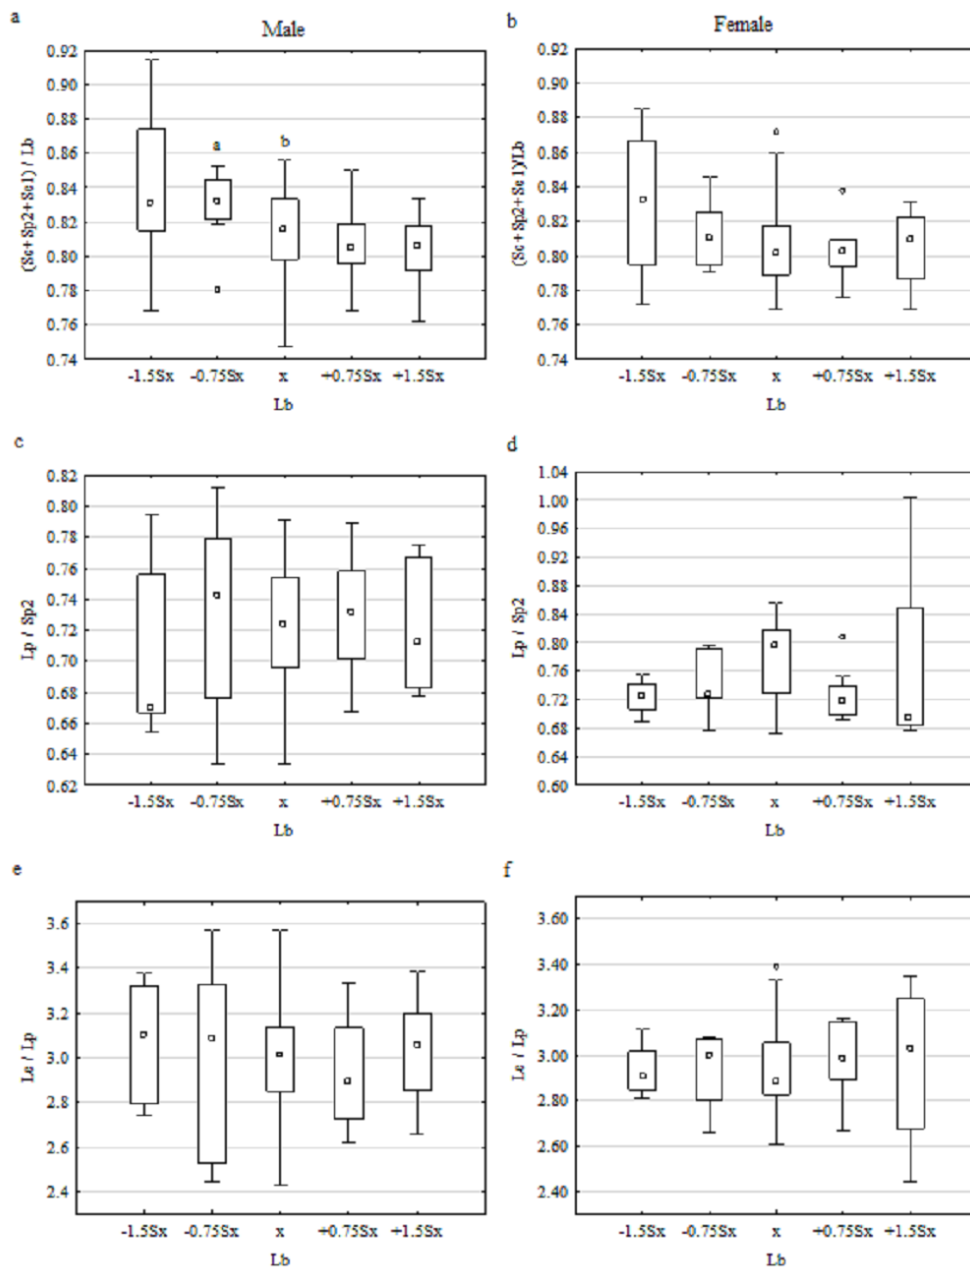 a
Male
0.92
0.90
0.88
0.86
0.84
0.82
0.80
0.78
0.76
0.74
(Sc+Sp2+Sc1) / Lb
a
b
-1.5Sx -0.75Sx x +0.75Sx +1.5Sx
Lb
b
Female
0.92
0.90
0.88
0.86
0.84
0.82
0.80
0.78
0.76
0.74
(Sc+Sp2+Sc1)/Lb
-1.5Sx -0.75Sx x +0.75Sx +1.5Sx
Lb
c
0.82
0.80
0.78
0.76
0.74
0.72
0.70
0.68
0.66
0.64
0.62
Lp / Sp2
-1.5Sx -0.75Sx x +0.75Sx +1.5Sx
Lb
d
1.04
1.00
0.96
0.92
0.88
0.84
0.80
0.76
0.72
0.68
0.64
0.60
Lp / Sp2
-1.5Sx -0.75Sx x +0.75Sx +1.5Sx
Lb
e
3.6
3.4
3.2
3.0
2.8
2.6
2.4
Lc / Lp
-1.5Sx -0.75Sx x +0.75Sx +1.5Sx
Lb
f
3.60
3.40
3.20
3.00
2.80
2.60
2.40
Lc / Lp
-1.5Sx -0.75Sx x +0.75Sx +1.5Sx
Lb